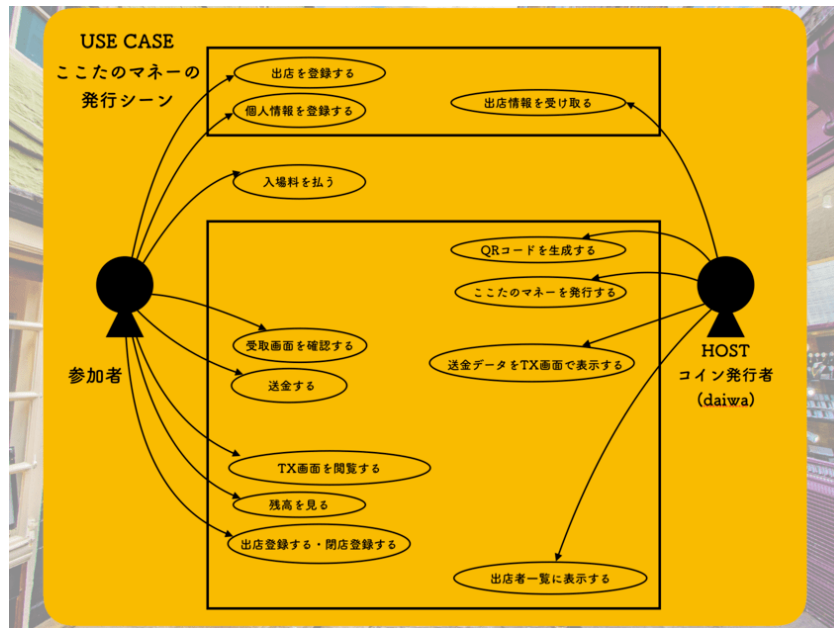 USE CASE
ここたのマネーの
発行シーン
出店を登録する
個人情報を登録する
出店情報を受け取る
入場料を払う
QRコードを生成する
ここたのマネーを発行する
受取画面を確認する
送金データをTX画面で表示する
送金する
参加者
HOST
コイン発行者
(daiwa)
TX画面を閲覧する
残高を見る
出店登録する・閉店登録する
出店者一覧に表示する